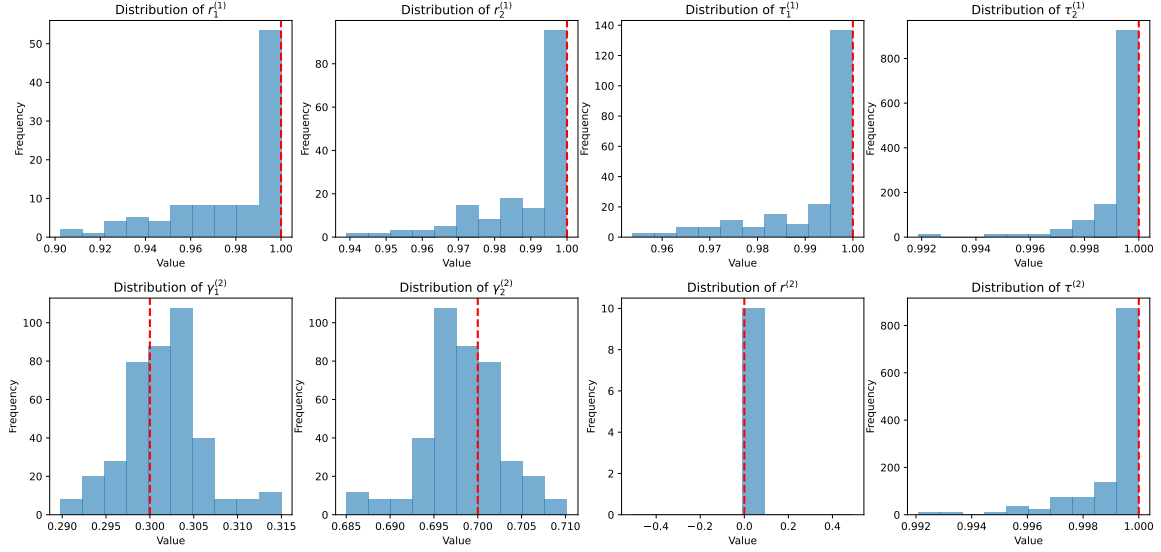 Distribution of r₁⁽¹⁾
Frequency
50
40
30
20
10
0
0.90 0.92 0.94 0.96 0.98 1.00
Value
Distribution of r₂⁽¹⁾
Frequency
80
60
40
20
0
0.94 0.95 0.96 0.97 0.98 0.99 1.00
Value
Distribution of τ₁⁽¹⁾
Frequency
140
120
100
80
60
40
20
0
0.96 0.97 0.98 0.99 1.00
Value
Distribution of τ₂⁽¹⁾
Frequency
800
600
400
200
0
0.992 0.994 0.996 0.998 1.000
Value
Distribution of γ₁⁽²⁾
Frequency
100
80
60
40
20
0
0.290 0.295 0.300 0.305 0.310 0.315
Value
Distribution of γ₂⁽²⁾
Frequency
100
80
60
40
20
0
0.685 0.690 0.695 0.700 0.705 0.710
Value
Distribution of r⁽²⁾
Frequency
10
8
6
4
2
0
−0.4 −0.2 0.0 0.2 0.4
Value
Distribution of τ⁽²⁾
Frequency
800
600
400
200
0
0.992 0.994 0.996 0.998 1.000
Value